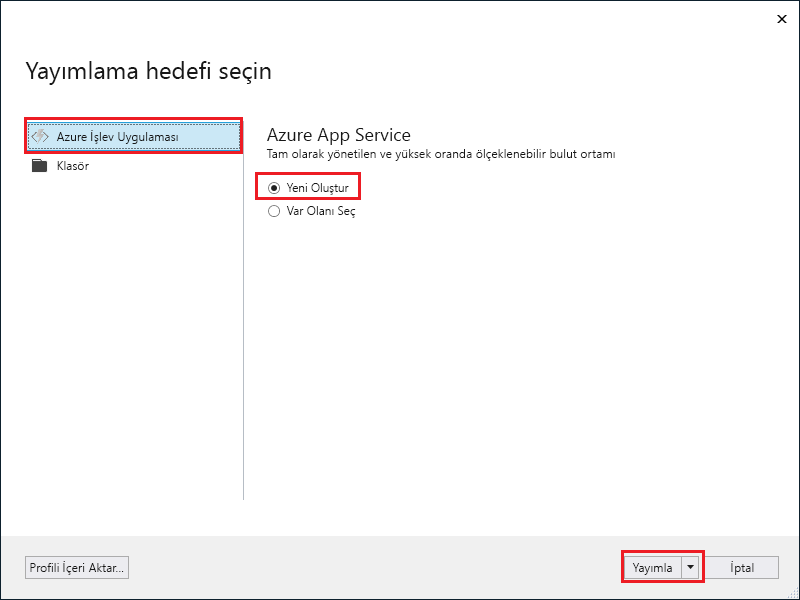 Yayımlama hedefi seçin
Azure İşlev Uygulaması
Klasör
Azure App Service
Tam olarak yönetilen ve yüksek oranda ölçeklenebilir bulut ortamı
Yeni Oluştur
Var Olanı Seç
Profili İçeri Aktar...
Yayımla
İptal